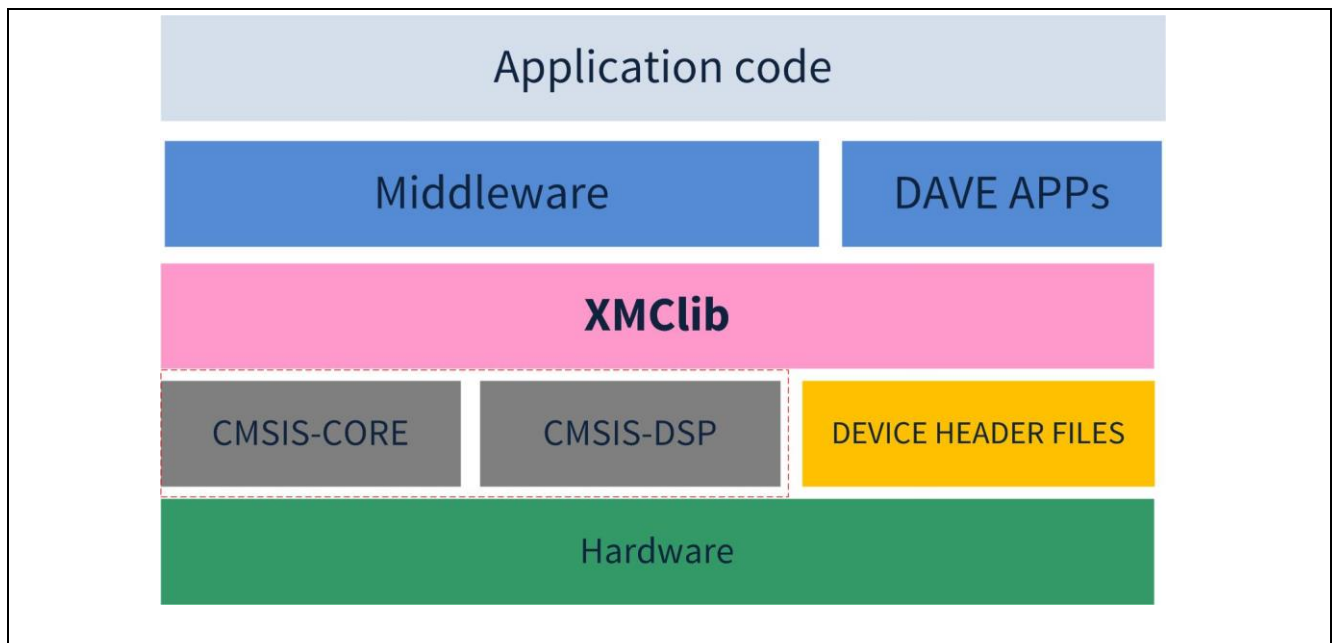 Application code
Middleware
DAVE APPs
XMClib
CMSIS-CORE
CMSIS-DSP
DEVICE HEADER FILES
Hardware